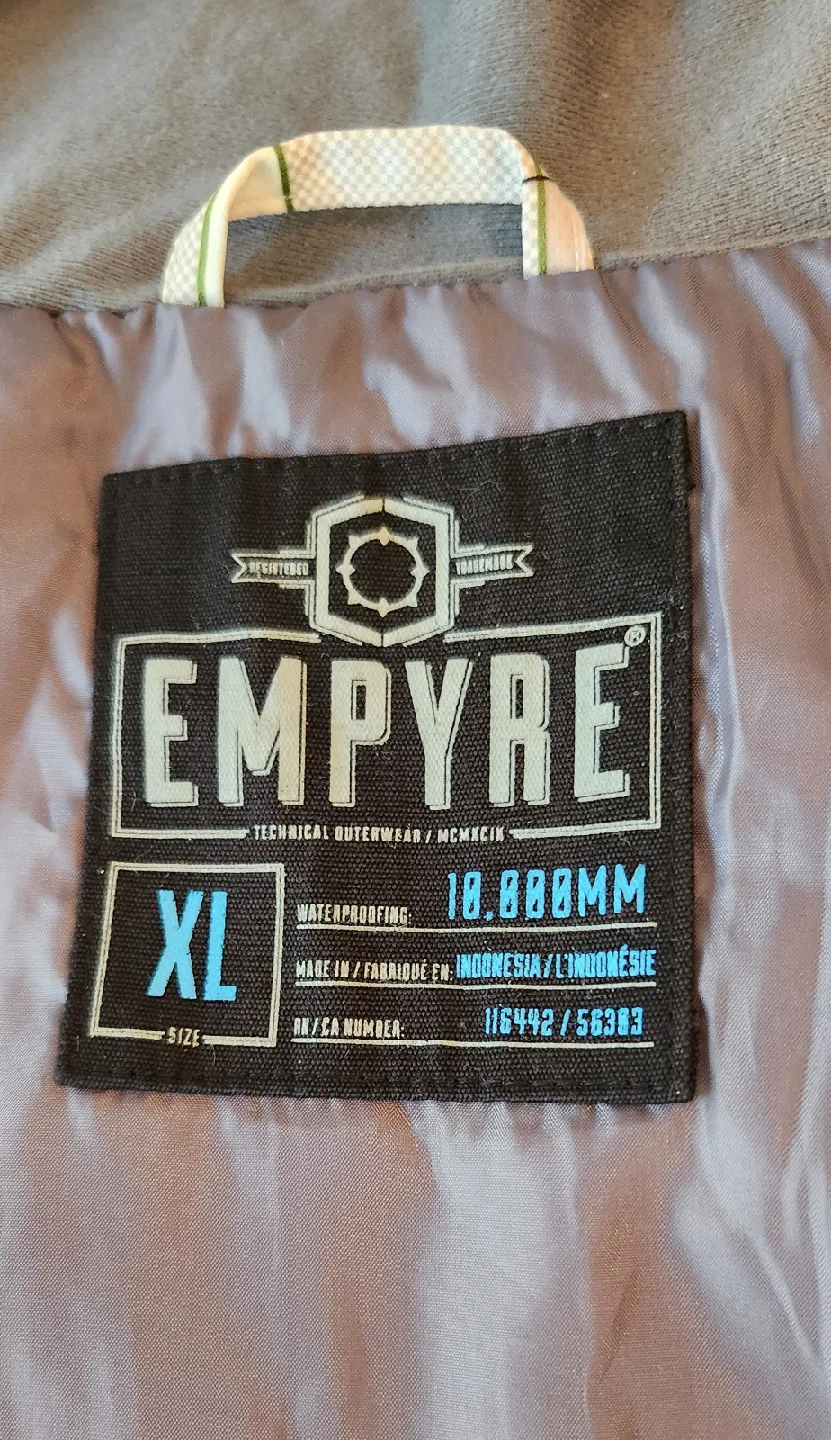 REGISTERED TRADEMARK
EMPYRE®
TECHNICAL OUTERWEAR / MCMXCIX
XL
SIZE
WATERPROOFING: 10,000MM
MADE IN / FABRIQUÉ EN: INDONESIA / L'INDONÉSIE
RN / CA NUMBER: 116442 / 56303